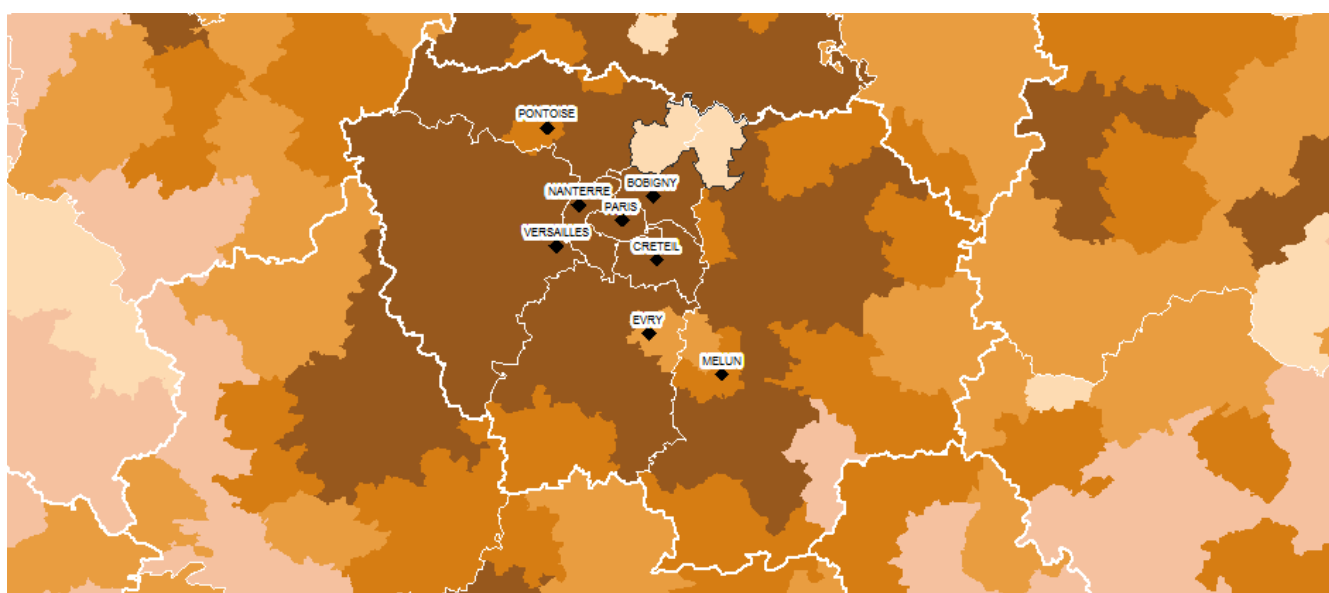 PONTOISE
NANTERRE
BOBIGNY
PARIS
VERSAILLES
CRETEIL
EVRY
MELUN